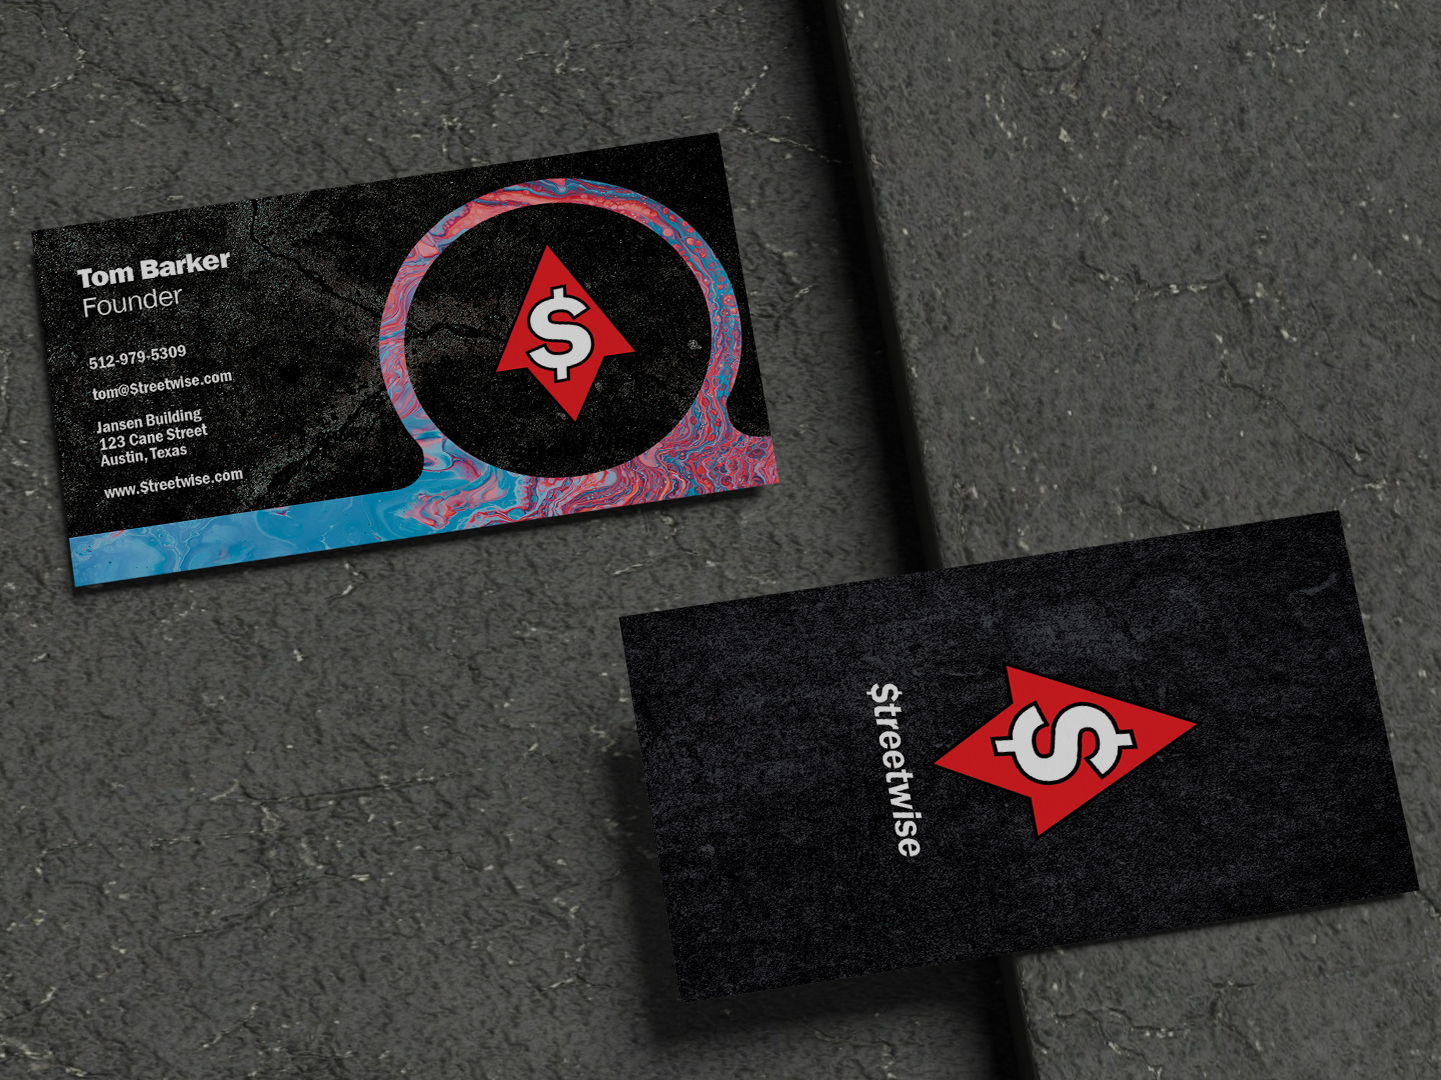 Tom Barker
Founder
512-979-5309
tom@$treetwise.com
Jansen Building
123 Cane Street
Austin, Texas
www.$treetwise.com
$
$treetwise
$